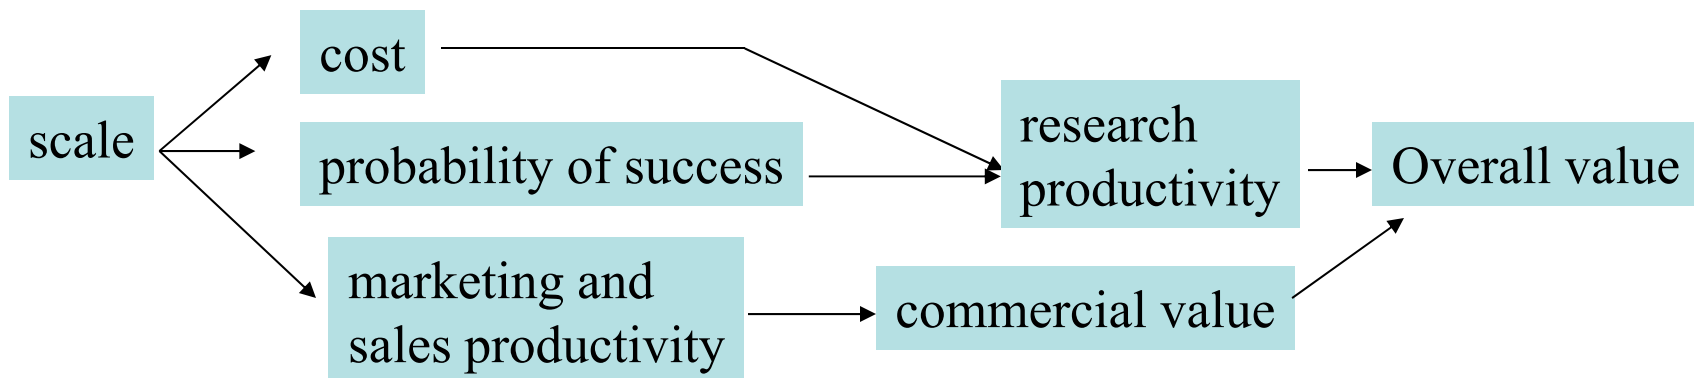 scale
cost
probability of success
marketing and
sales productivity
research
productivity
commercial value
Overall value